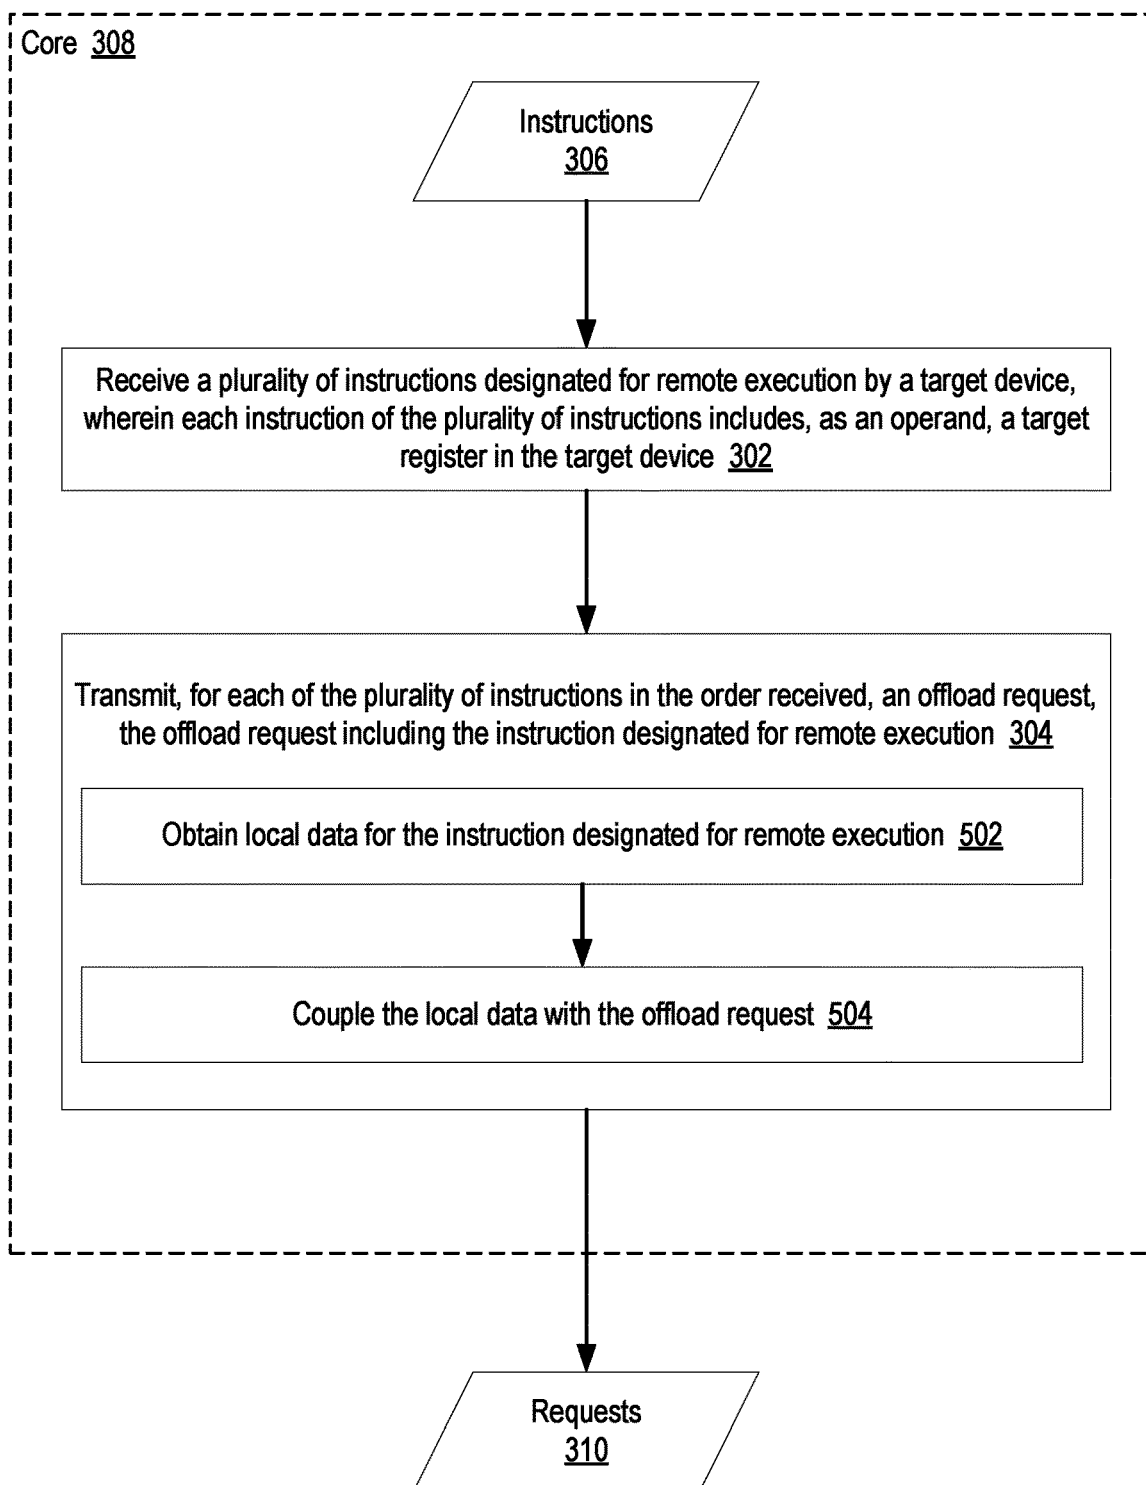 Core 308
Instructions
306
Receive a plurality of instructions designated for remote execution by a target device,
wherein each instruction of the plurality of instructions includes, as an operand, a target
register in the target device 302
Transmit, for each of the plurality of instructions in the order received, an offload request,
the offload request including the instruction designated for remote execution 304
Obtain local data for the instruction designated for remote execution 502
Couple the local data with the offload request 504
Requests
310